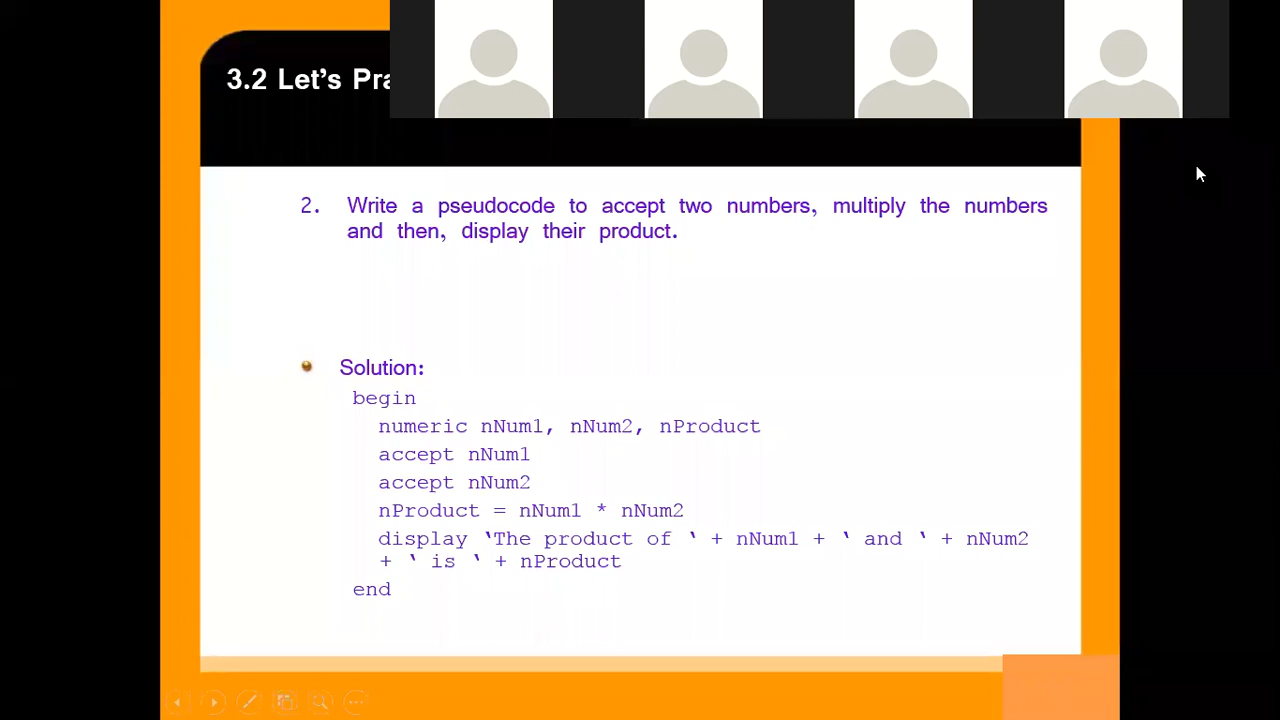 3.2 Let's Pra
2. Write a pseudocode to accept two numbers, multiply the numbers
and then, display their product.
Solution:
begin
numeric nNum1, nNum2, nProduct
accept nNum1
accept nNum2
nProduct = nNum1 * nNum2
display ‘The product of ‘ + nNum1 + ‘ and ‘ + nNum2
+ ‘ is ‘ + nProduct
end